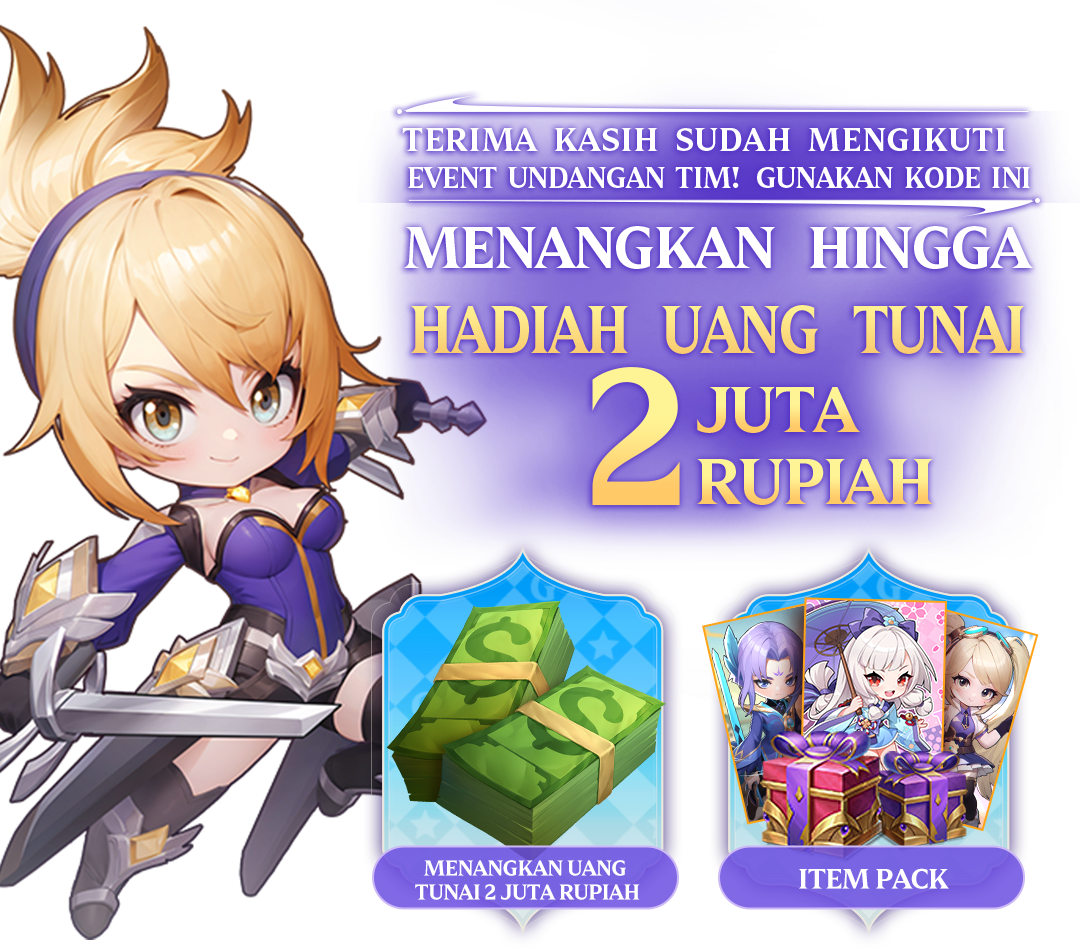 TERIMA KASIH SUDAH MENGIKUTI
EVENT UNDANGAN TIM! GUNAKAN KODE INI
MENANGKAN HINGGA
HADIAH UANG TUNAI
2 JUTA
RUPIAH
MENANGKAN UANG
TUNAI 2 JUTA RUPIAH
ITEM PACK